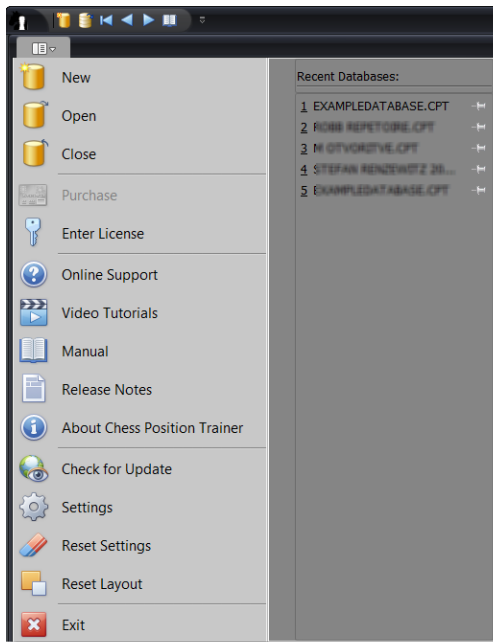 New
Open
Close
Purchase
Enter License
Online Support
Video Tutorials
Manual
Release Notes
About Chess Position Trainer
Check for Update
Settings
Reset Settings
Reset Layout
Exit
Recent Databases:
1 EXAMPLEDATABASE.CPT
2
3
4
5